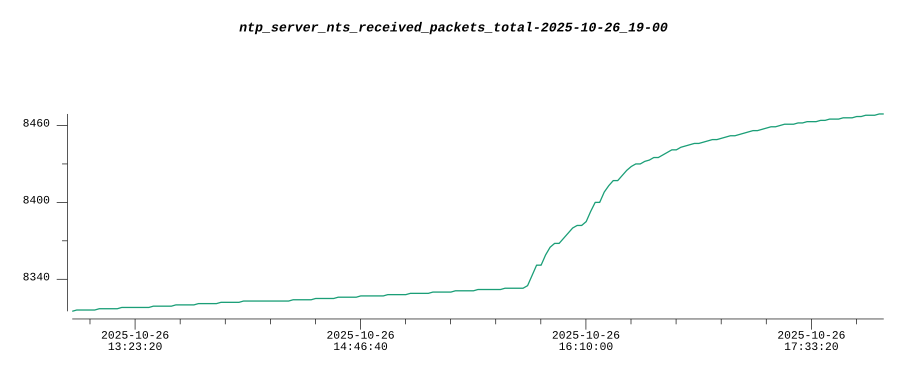 ntp_server_nts_received_packets_total-2025-10-26_19-00
8460
8400
8340
2025-10-26 2025-10-26 2025-10-26 2025-10-26
13:23:20 14:46:40 16:10:00 17:33:20